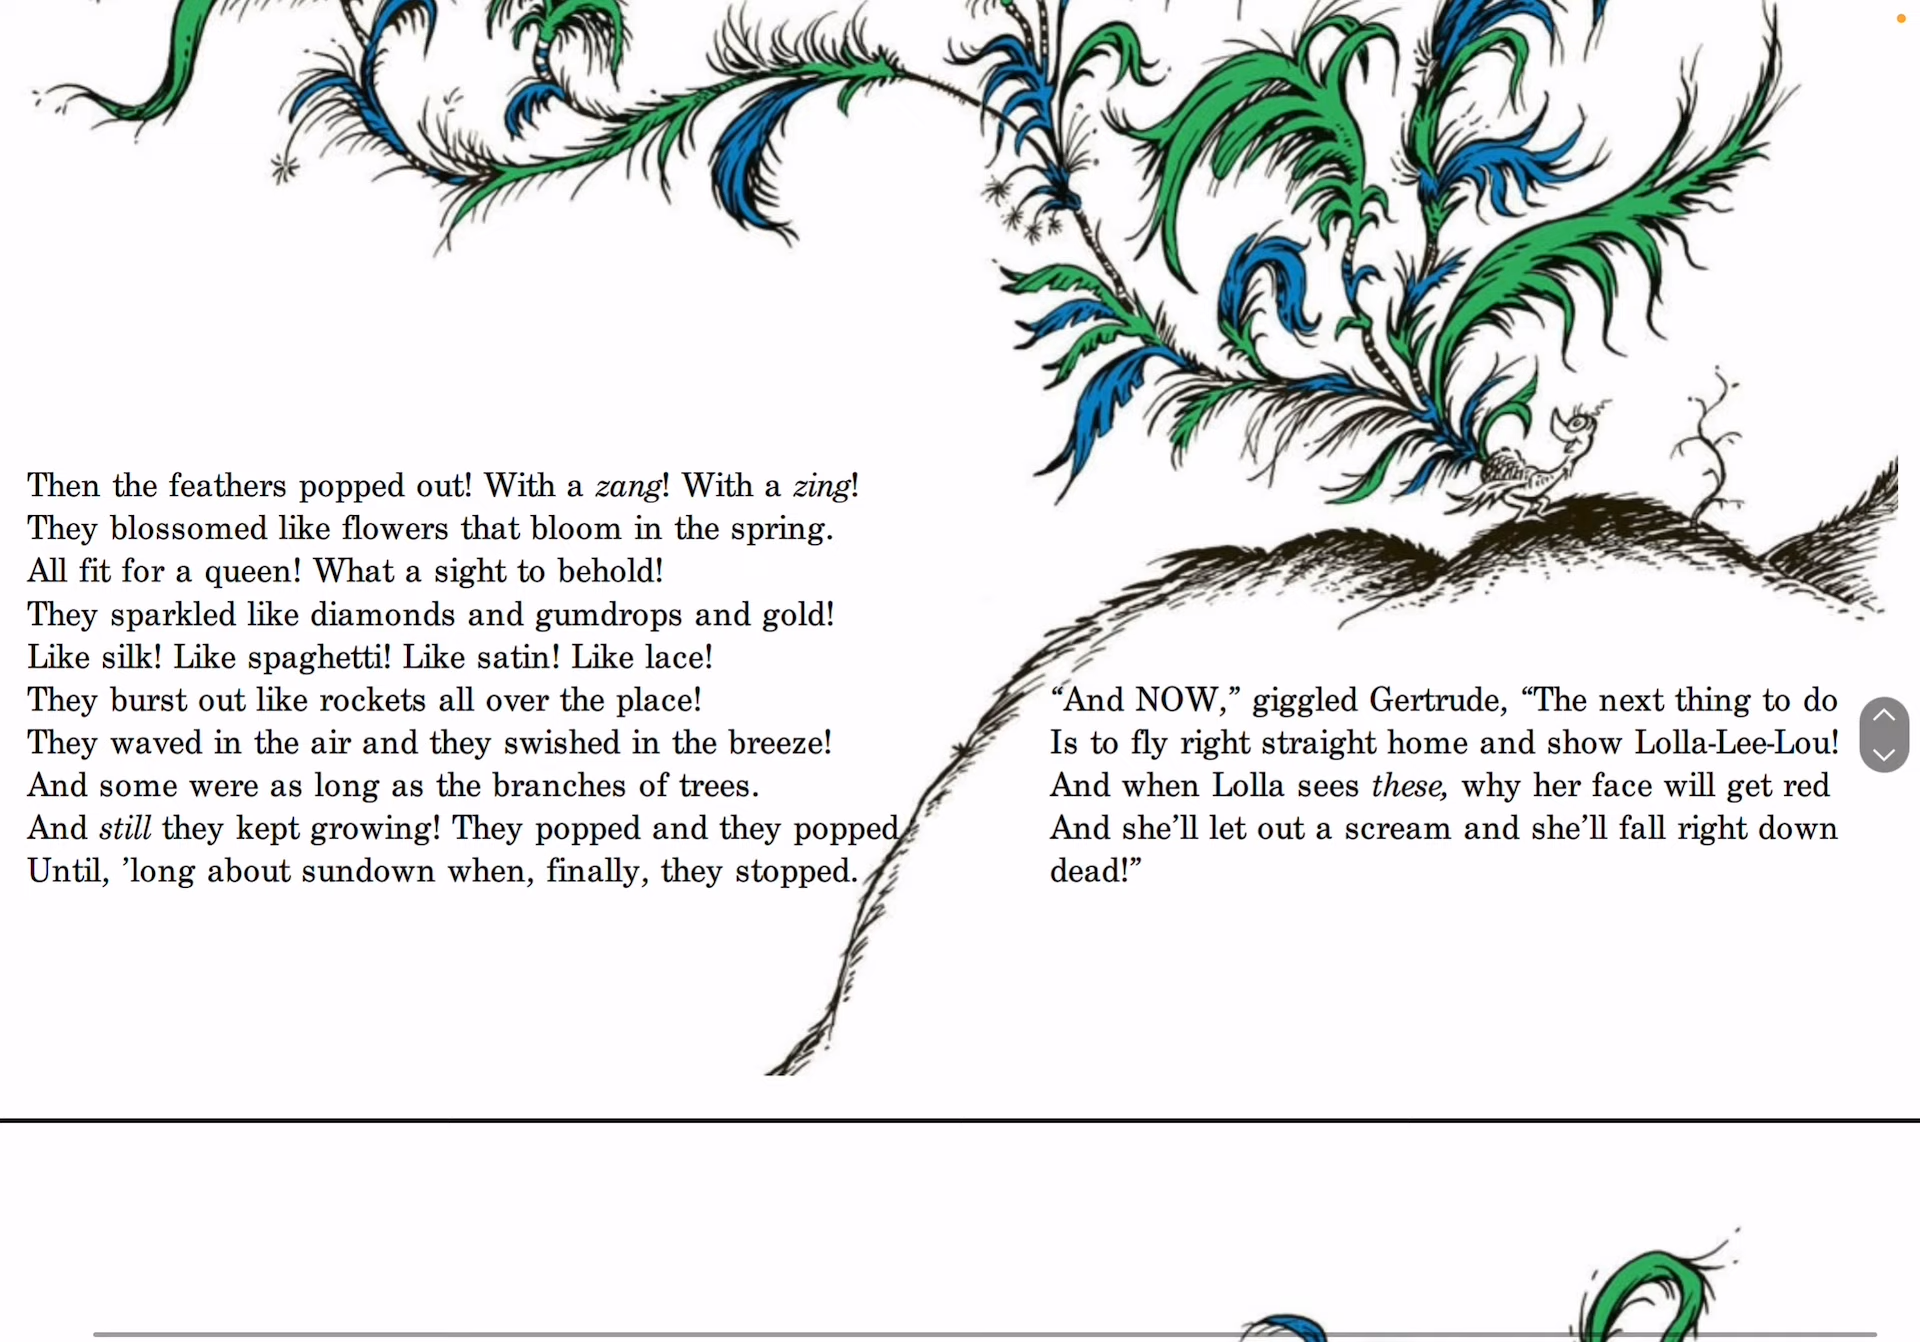 Then the feathers popped out! With a zang! With a zing!
They blossomed like flowers that bloom in the spring.
All fit for a queen! What a sight to behold!
They sparkled like diamonds and gumdrops and gold!
Like silk! Like spaghetti! Like satin! Like lace!
They burst out like rockets all over the place!
They waved in the air and they swished in the breeze!
And some were as long as the branches of trees.
And still they kept growing! They popped and they popped
Until, ’long about sundown when, finally, they stopped.
“And NOW,” giggled Gertrude, “The next thing to do
Is to fly right straight home and show Lolla-Lee-Lou!
And when Lolla sees these, why her face will get red
And she’ll let out a scream and she’ll fall right down
dead!”